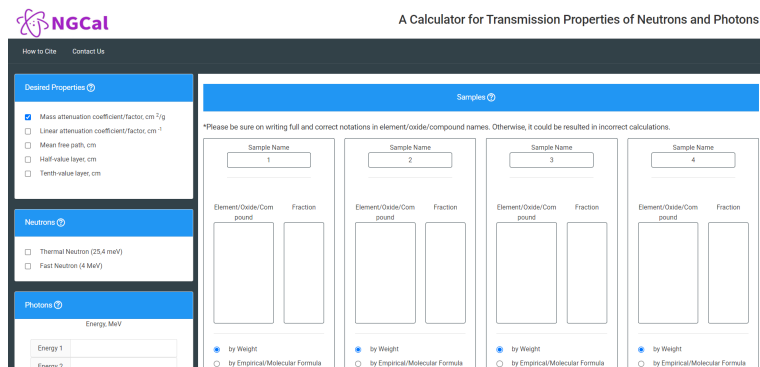 NGCal
A Calculator for Transmission Properties of Neutrons and Photons
How to Cite Contact Us
Desired Properties
Mass attenuation coefficient/factor, cm ²/g
Linear attenuation coefficient/factor, cm ⁻¹
Mean free path, cm
Half-value layer, cm
Tenth-value layer, cm
Neutrons
Thermal Neutron (25,4 meV)
Fast Neutron (4 MeV)
Photons
Energy, MeV
Energy 1
Energy 2
Samples
*Please be sure on writing full and correct notations in element/oxide/compound names. Otherwise, it could be resulted in incorrect calculations.
Sample Name
1
Element/Oxide/Com
pound
Fraction
by Weight
by Empirical/Molecular Formula
Sample Name
2
Element/Oxide/Com
pound
Fraction
by Weight
by Empirical/Molecular Formula
Sample Name
3
Element/Oxide/Com
pound
Fraction
by Weight
by Empirical/Molecular Formula
Sample Name
4
Element/Oxide/Com
pound
Fraction
by Weight
by Empirical/Molecular Formula